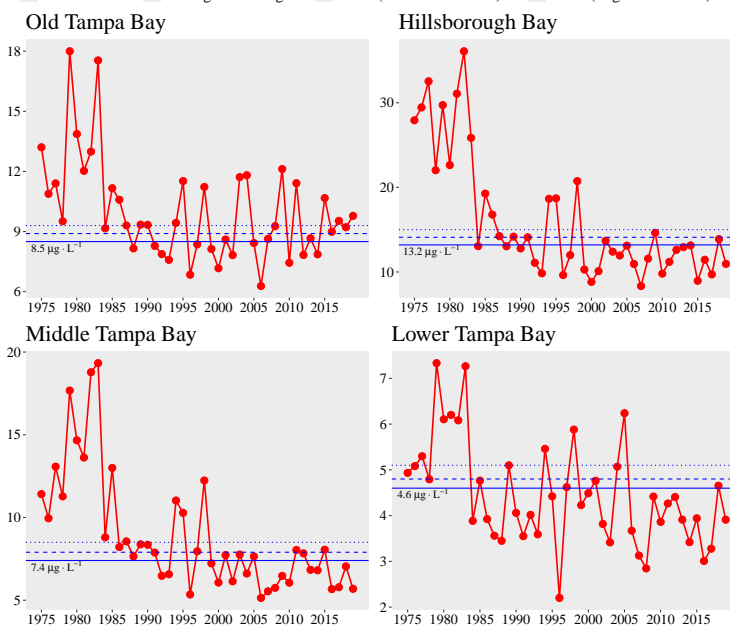 Old Tampa Bay
18
15
12
9
6
8.5 μg · L⁻¹
1975 1980 1985 1990 1995 2000 2005 2010 2015
Hillsborough Bay
30
20
10
13.2 μg · L⁻¹
1975 1980 1985 1990 1995 2000 2005 2010 2015
Middle Tampa Bay
20
15
10
5
7.4 μg · L⁻¹
1975 1980 1985 1990 1995 2000 2005 2010 2015
Lower Tampa Bay
7
6
5
4
3
2
4.6 μg · L⁻¹
1975 1980 1985 1990 1995 2000 2005 2010 2015